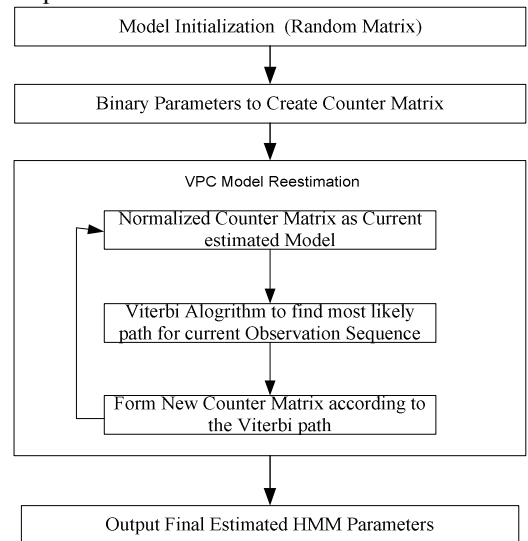 Model Initialization (Random Matrix)
Binary Parameters to Create Counter Matrix
VPC Model Reestimation
Normalized Counter Matrix as Current
estimated Model
Viterbi Alogrithm to find most likely
path for current Observation Sequence
Form New Counter Matrix according to
the Viterbi path
Output Final Estimated HMM Parameters